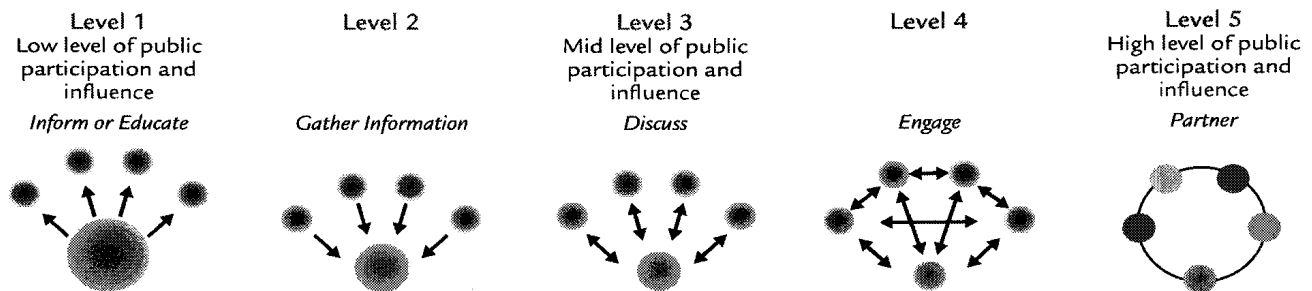 Level 1
Low level of public
participation and
influence
Inform or Educate
Level 2
Gather Information
Level 3
Mid level of public
participation and
influence
Discuss
Level 4
Engage
Level 5
High level of public
participation and
influence
Partner